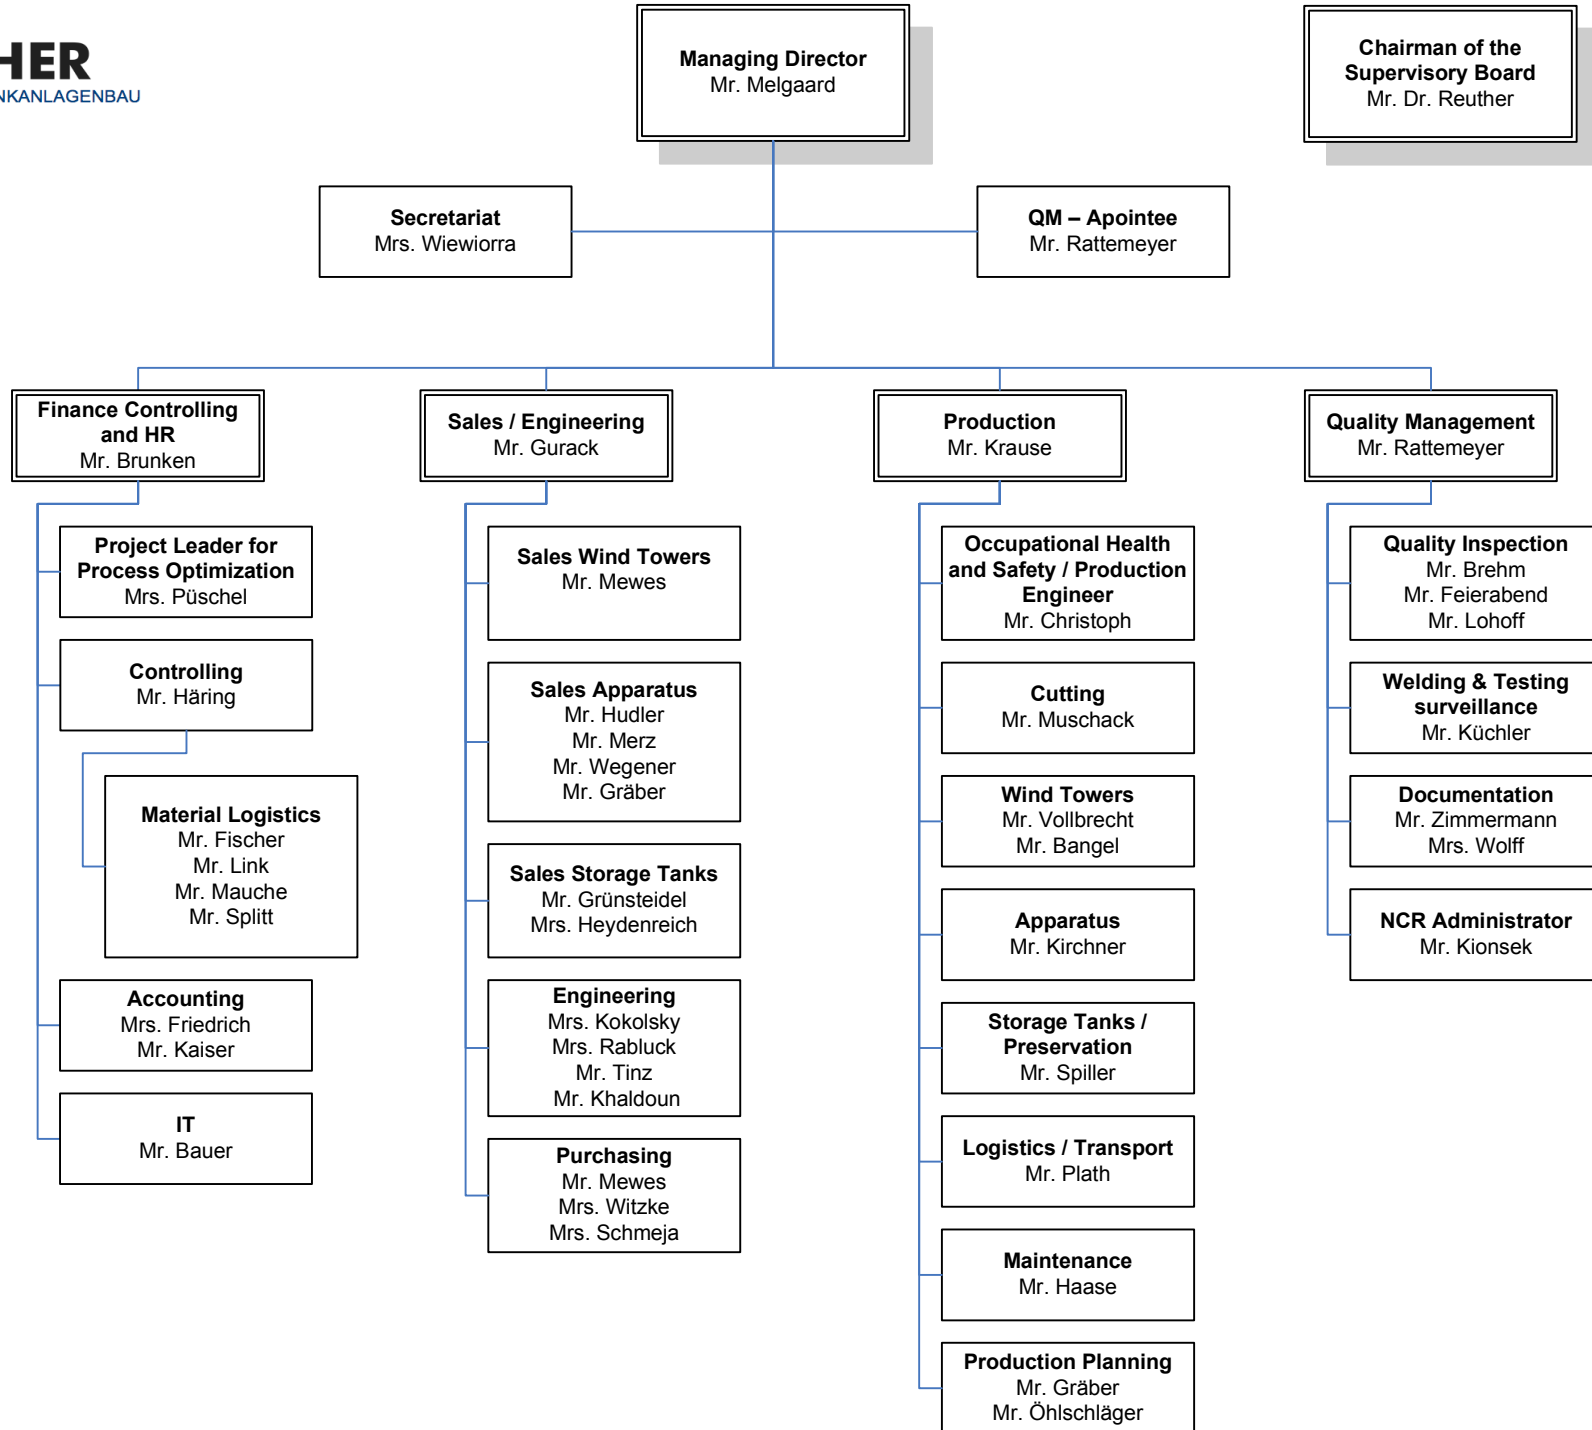 HER
NKANLAGENBAU
Managing Director
Mr. Melgaard
Chairman of the
Supervisory Board
Mr. Dr. Reuther
Secretariat
Mrs. Wiewiorra
QM – Apointee
Mr. Rattemeyer
Finance Controlling
and HR
Mr. Brunken
Sales / Engineering
Mr. Gurack
Production
Mr. Krause
Quality Management
Mr. Rattemeyer
Project Leader for
Process Optimization
Mrs. Püschel
Controlling
Mr. Häring
Material Logistics
Mr. Fischer
Mr. Link
Mr. Mauche
Mr. Splitt
Accounting
Mrs. Friedrich
Mr. Kaiser
IT
Mr. Bauer
Sales Wind Towers
Mr. Mewes
Sales Apparatus
Mr. Hudler
Mr. Merz
Mr. Wegener
Mr. Gräber
Sales Storage Tanks
Mr. Grünsteidel
Mrs. Heydenreich
Engineering
Mrs. Kokolsky
Mrs. Rabluck
Mr. Tinz
Mr. Khaldoun
Purchasing
Mr. Mewes
Mrs. Witzke
Mrs. Schmeja
Occupational Health
and Safety / Production
Engineer
Mr. Christoph
Cutting
Mr. Muschack
Wind Towers
Mr. Vollbrecht
Mr. Bangel
Apparatus
Mr. Kirchner
Storage Tanks /
Preservation
Mr. Spiller
Logistics / Transport
Mr. Plath
Maintenance
Mr. Haase
Production Planning
Mr. Gräber
Mr. Öhlschläger
Quality Inspection
Mr. Brehm
Mr. Feierabend
Mr. Lohoff
Welding & Testing
surveillance
Mr. Küchler
Documentation
Mr. Zimmermann
Mrs. Wolff
NCR Administrator
Mr. Kionsek